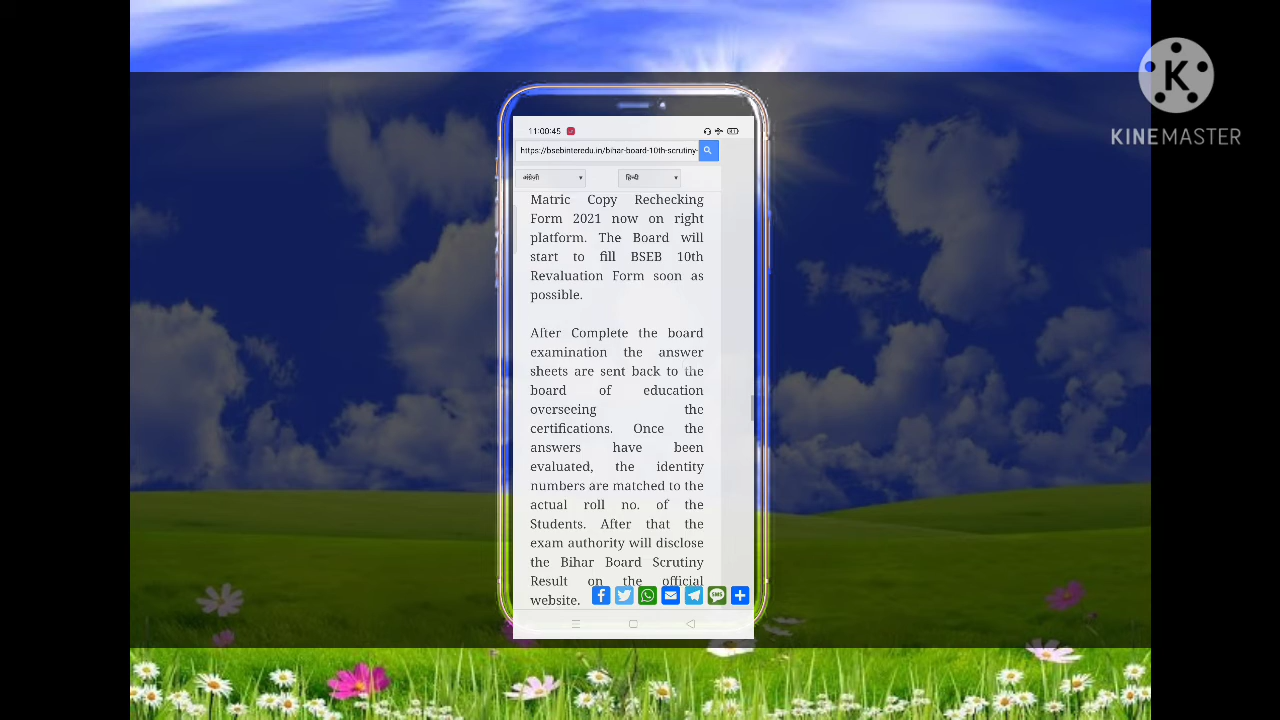 KINEMASTER
11:00:45
https://bsebinteredu.in/bihar-board-10th-scrutiny-
अंग्रेज़ी
हिन्दी
Matric Copy Rechecking
Form 2021 now on right
platform. The Board will
start to fill BSEB 10th
Revaluation Form soon as
possible.
After Complete the board
examination the answer
sheets are sent back to the
board of education
overseeing the
certifications. Once the
answers have been
evaluated, the identity
numbers are matched to the
actual roll no. of the
Students. After that the
exam authority will disclose
the Bihar Board Scrutiny
Result on the official
website.
SMS